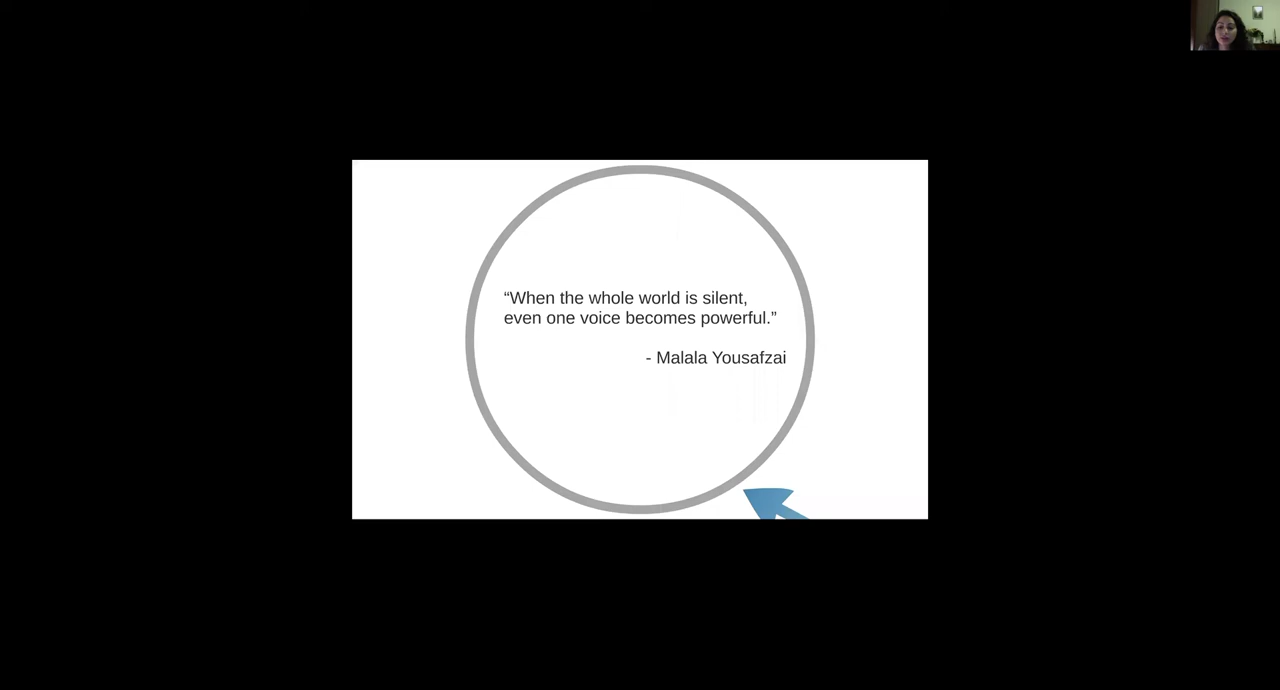 “When the whole world is silent,
even one voice becomes powerful.”
- Malala Yousafzai